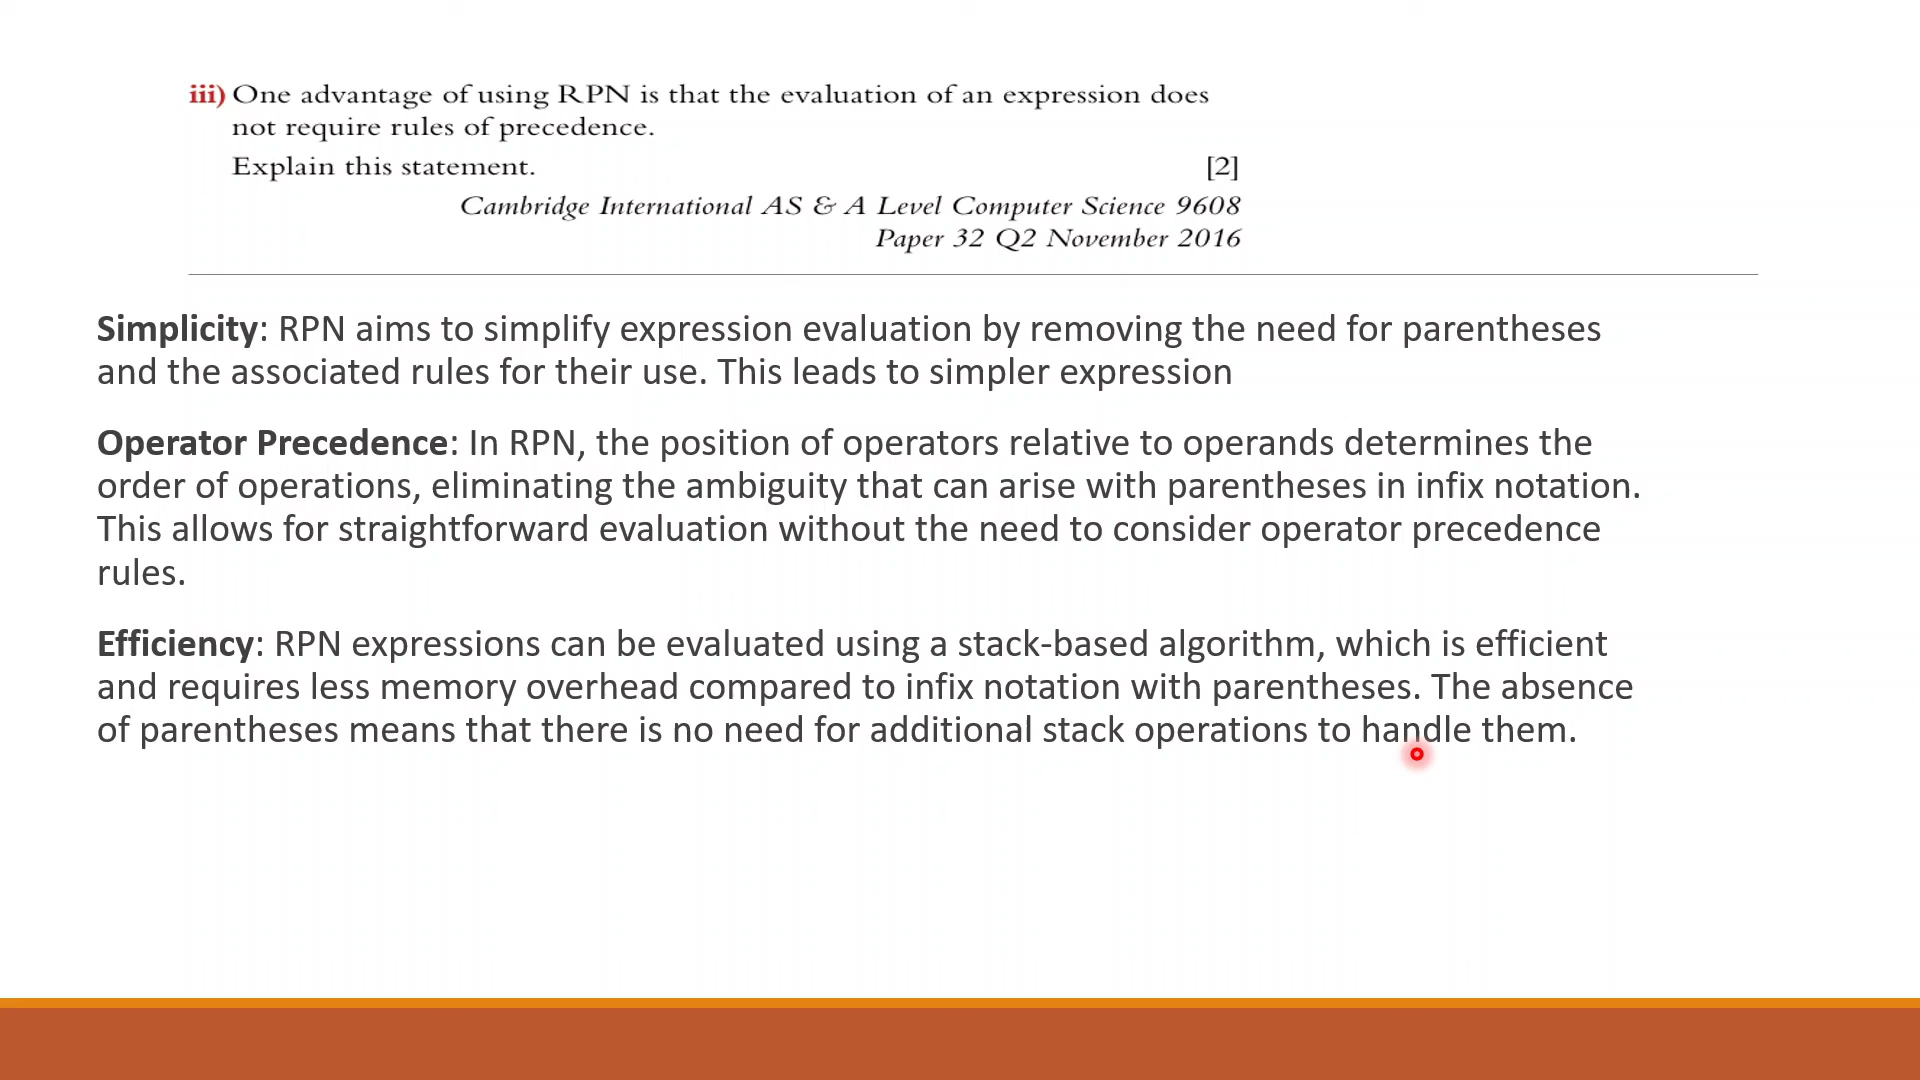 iii) One advantage of using RPN is that the evaluation of an expression does
not require rules of precedence.
Explain this statement. [2]
Cambridge International AS & A Level Computer Science 9608
Paper 32 Q2 November 2016
Simplicity: RPN aims to simplify expression evaluation by removing the need for parentheses
and the associated rules for their use. This leads to simpler expression
Operator Precedence: In RPN, the position of operators relative to operands determines the
order of operations, eliminating the ambiguity that can arise with parentheses in infix notation.
This allows for straightforward evaluation without the need to consider operator precedence
rules.
Efficiency: RPN expressions can be evaluated using a stack-based algorithm, which is efficient
and requires less memory overhead compared to infix notation with parentheses. The absence
of parentheses means that there is no need for additional stack operations to handle them.